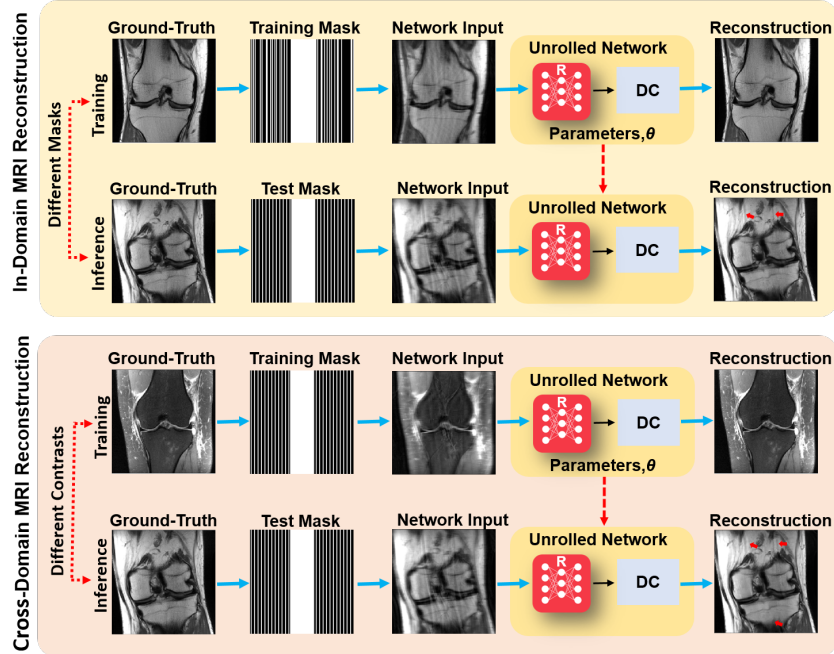 In-Domain MRI Reconstruction
Different Masks
Training
Ground-Truth
Training Mask
Network Input
Unrolled Network
R
DC
Parameters,θ
Reconstruction
Inference
Ground-Truth
Test Mask
Network Input
Unrolled Network
R
DC
Reconstruction
Cross-Domain MRI Reconstruction
Different Contrasts
Training
Ground-Truth
Training Mask
Network Input
Unrolled Network
R
DC
Parameters,θ
Reconstruction
Inference
Ground-Truth
Test Mask
Network Input
Unrolled Network
R
DC
Reconstruction